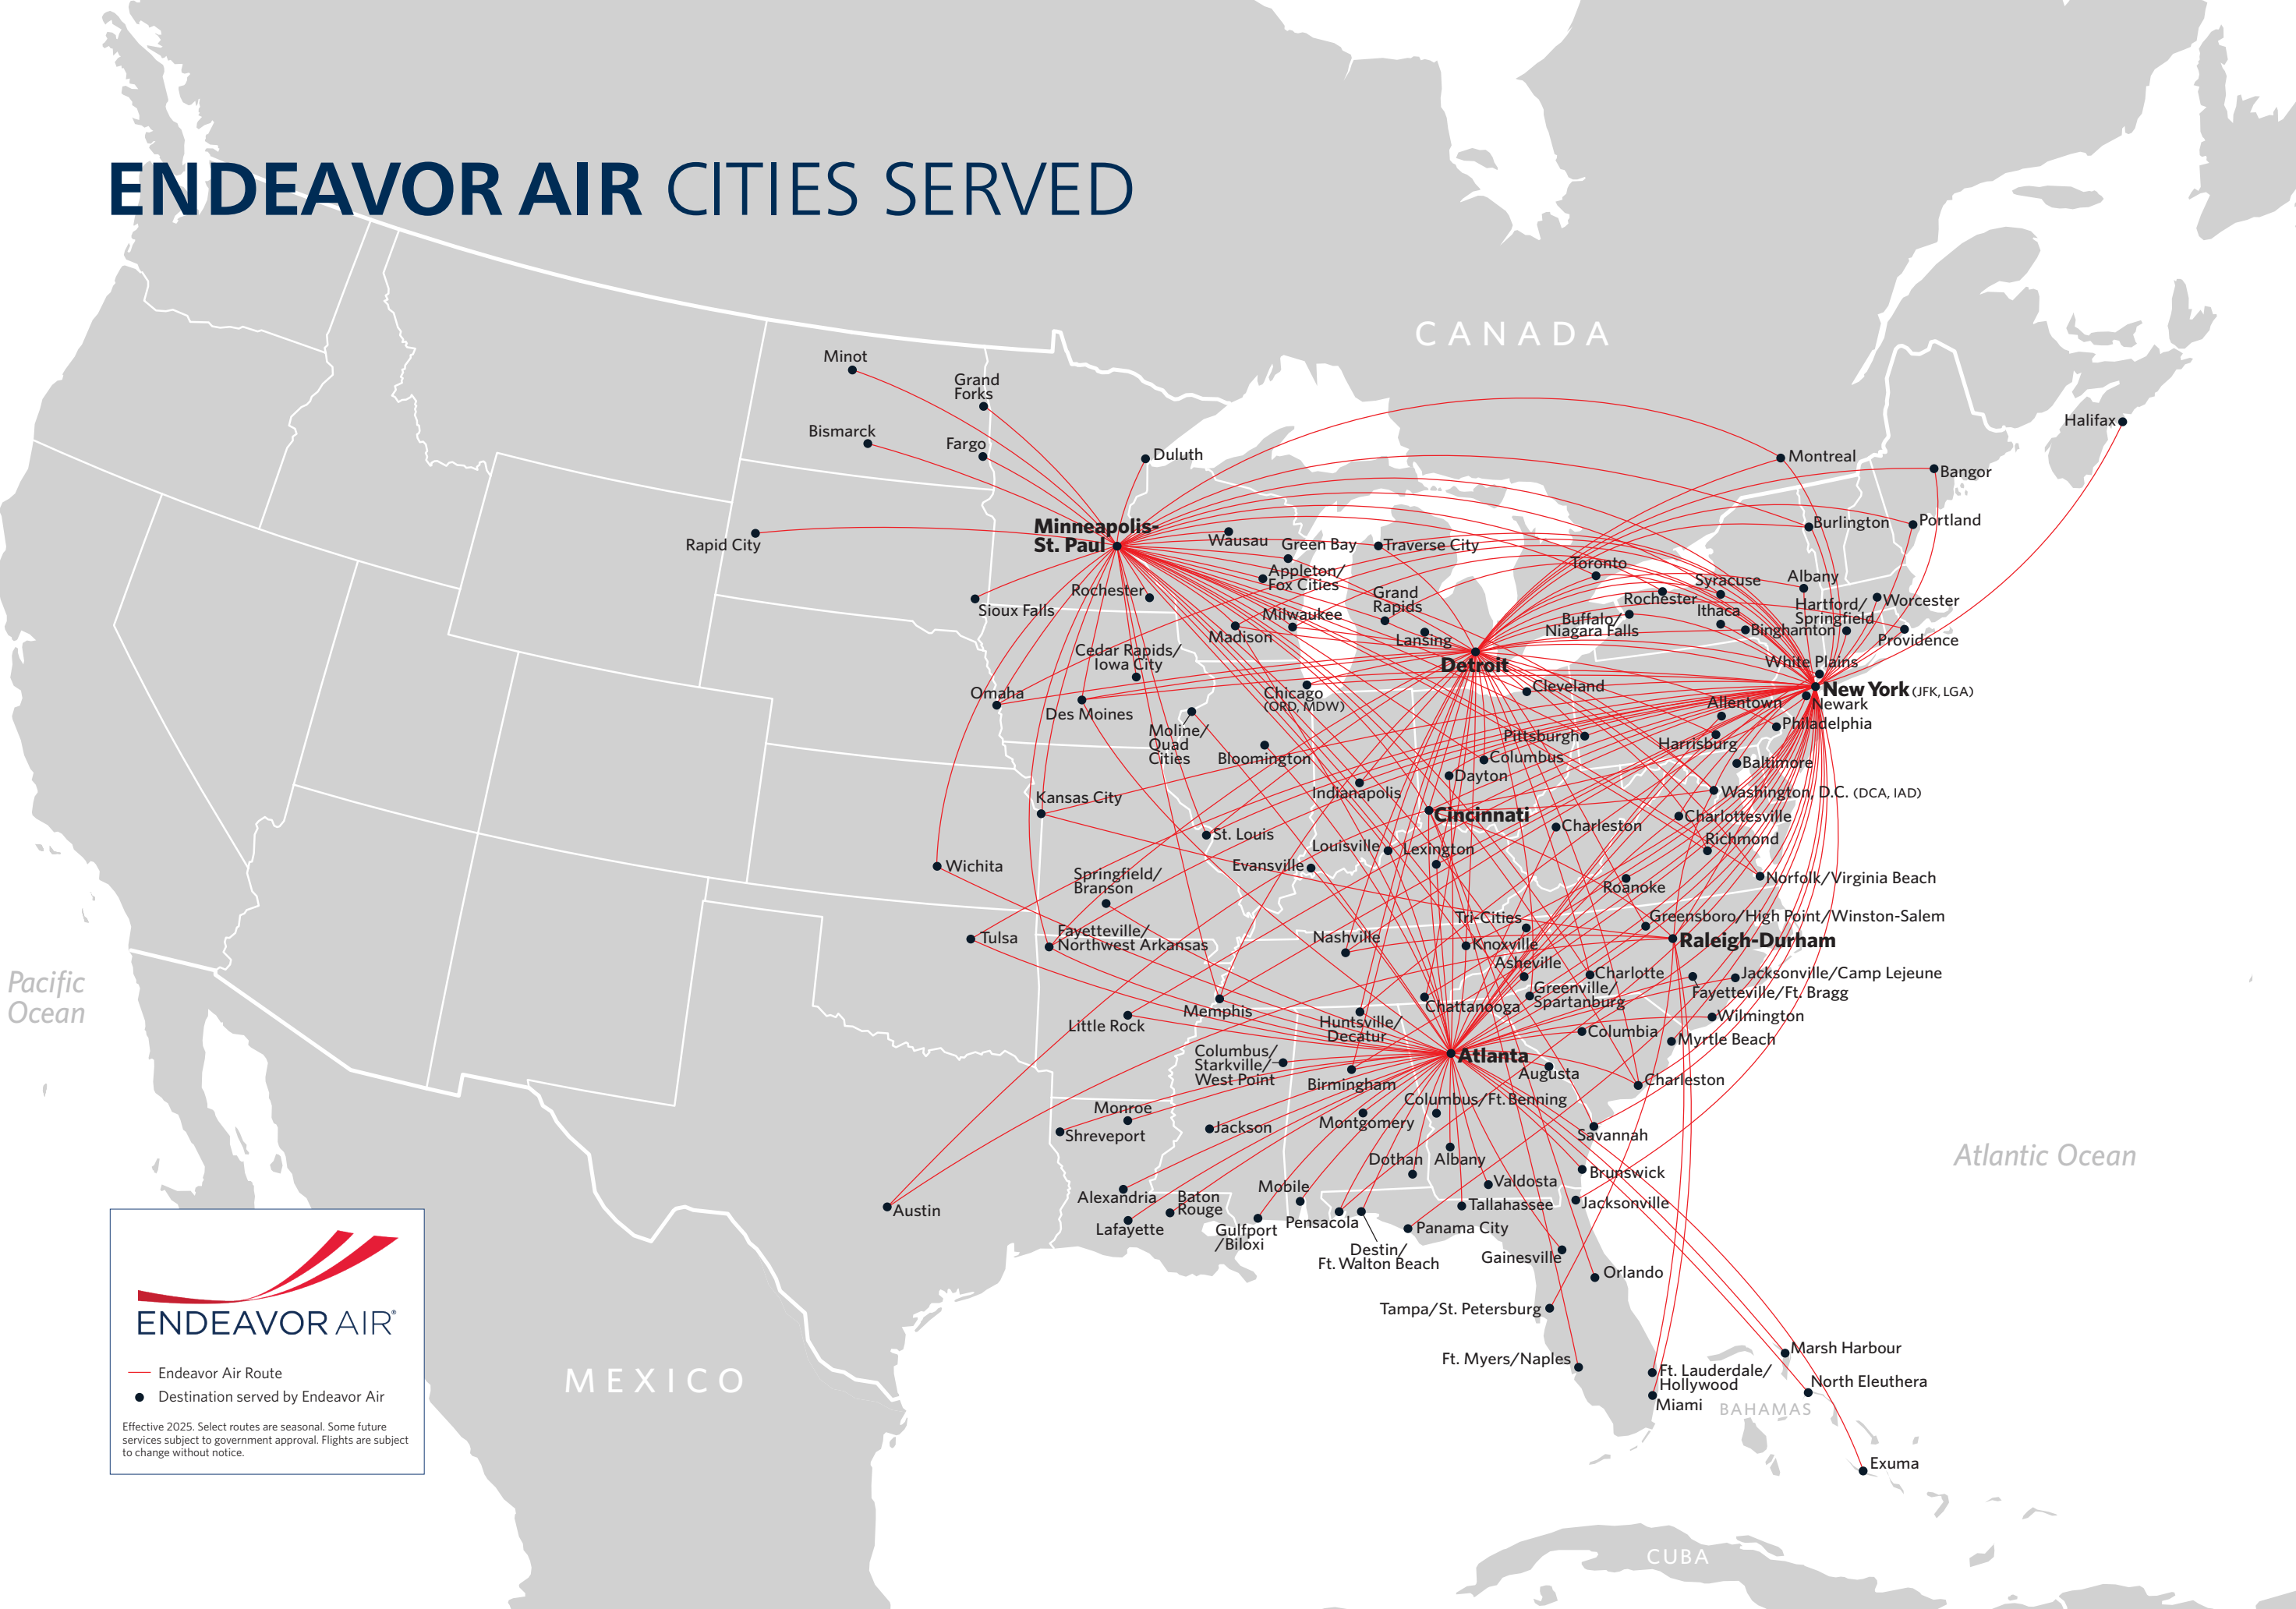 ENDEAVOR AIR CITIES SERVED
CANADA
Minot
Grand
Forks
Bismarck
Fargo
Duluth
Halifax
Montreal
Bangor
Minneapolis-
St. Paul
Rapid City
Wausau
Green Bay
Traverse City
Burlington
Portland
Appleton/
Fox Cities
Toronto
Syracuse
Albany
Rochester
Sioux Falls
Grand
Rapids
Rochester
Ithaca
Hartford/
Springfield
Worcester
Milwaukee
Madison
Lansing
Buffalo/
Niagara Falls
Binghamton
Providence
Cedar Rapids/
Iowa City
Detroit
White Plains
Omaha
Des Moines
Chicago
(ORD, MDW)
Cleveland
New York (JFK, LGA)
Newark
Allentown
Philadelphia
Moline/
Quad
Cities
Bloomington
Pittsburgh
Harrisburg
Columbus
Baltimore
Dayton
Indianapolis
Washington, D.C. (DCA, IAD)
Kansas City
Cincinnati
Charleston
Charlottesville
St. Louis
Louisville
Lexington
Richmond
Wichita
Evansville
Springfield/
Branson
Roanoke
Norfolk/Virginia Beach
Tri-Cities
Greensboro/High Point/Winston-Salem
Tulsa
Fayetteville/
Northwest Arkansas
Nashville
Knoxville
Raleigh-Durham
Asheville
Charlotte
Jacksonville/Camp Lejeune
Pacific
Ocean
Greenville/
Spartanburg
Fayetteville/Ft. Bragg
Memphis
Chattanooga
Little Rock
Huntsville/
Decatur
Columbia
Wilmington
Myrtle Beach
Columbus/
Starkville/
West Point
Atlanta
Birmingham
Augusta
Charleston
Monroe
Columbus/Ft. Benning
Shreveport
Jackson
Montgomery
Savannah
Atlantic Ocean
Dothan
Albany
Brunswick
Alexandria
Baton
Rouge
Mobile
Valdosta
Austin
Lafayette
Gulfport
/Biloxi
Pensacola
Tallahassee
Jacksonville
Panama City
Destin/
Ft. Walton Beach
Gainesville
Orlando
Tampa/St. Petersburg
Marsh Harbour
Ft. Myers/Naples
Ft. Lauderdale/
Hollywood
North Eleuthera
Miami
BAHAMAS
Exuma
MEXICO
CUBA
ENDEAVOR AIR®
Endeavor Air Route
Destination served by Endeavor Air
Effective 2025. Select routes are seasonal. Some future
services subject to government approval. Flights are subject
to change without notice.